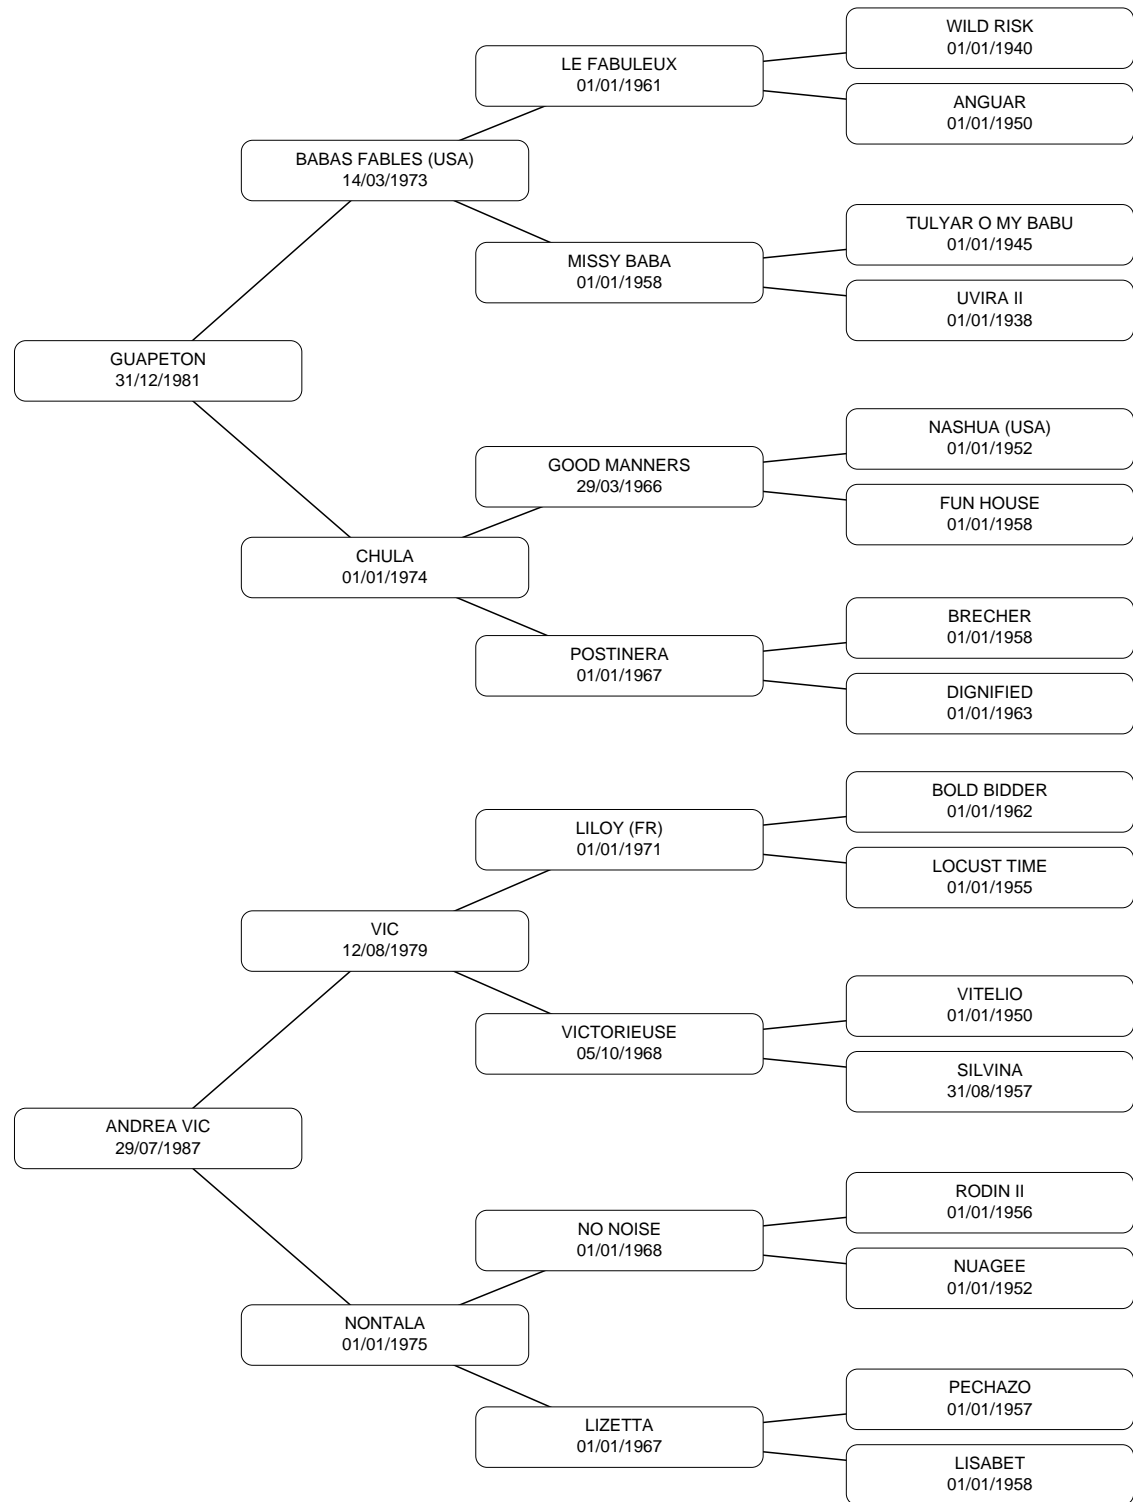 WILD RISK
01/01/1940
LE FABULEUX
01/01/1961
ANGUAR
01/01/1950
BABAS FABLES (USA)
14/03/1973
TULYAR O MY BABU
01/01/1945
MISSY BABA
01/01/1958
UVIRA II
01/01/1938
GUAPETON
31/12/1981
NASHUA (USA)
01/01/1952
GOOD MANNERS
29/03/1966
FUN HOUSE
01/01/1958
CHULA
01/01/1974
BRECHER
01/01/1958
POSTINERA
01/01/1967
DIGNIFIED
01/01/1963
BOLD BIDDER
01/01/1962
LILOY (FR)
01/01/1971
LOCUST TIME
01/01/1955
VIC
12/08/1979
VITELIO
01/01/1950
VICTORIEUSE
05/10/1968
SILVINA
31/08/1957
ANDREA VIC
29/07/1987
RODIN II
01/01/1956
NO NOISE
01/01/1968
NUAGEE
01/01/1952
NONTALA
01/01/1975
PECHAZO
01/01/1957
LIZETTA
01/01/1967
LISABET
01/01/1958